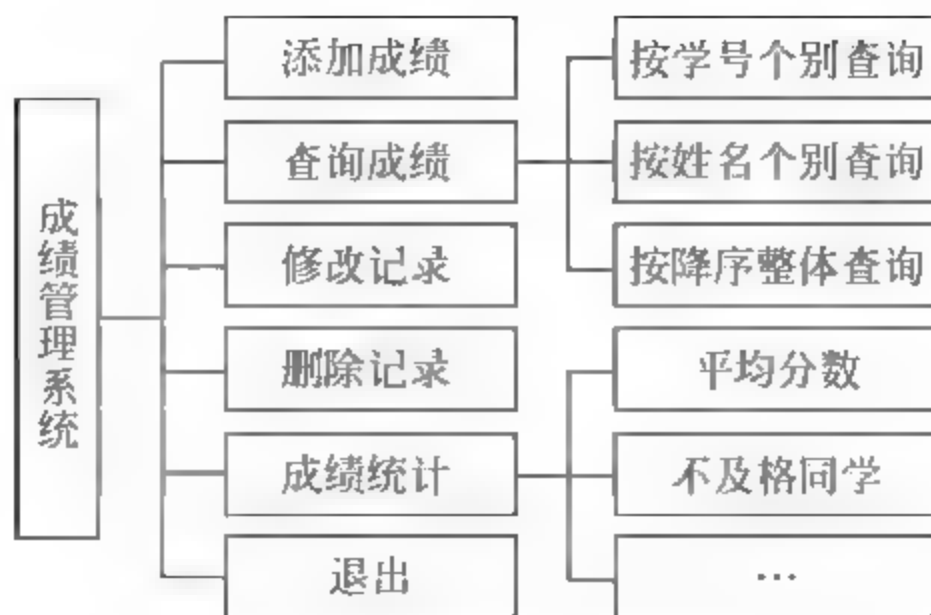 成绩管理系统
添加成绩
查询成绩
修改记录
删除记录
成绩统计
退出
按学号个别查询
按姓名个别查询
按降序整体查询
平均分数
不及格同学
…